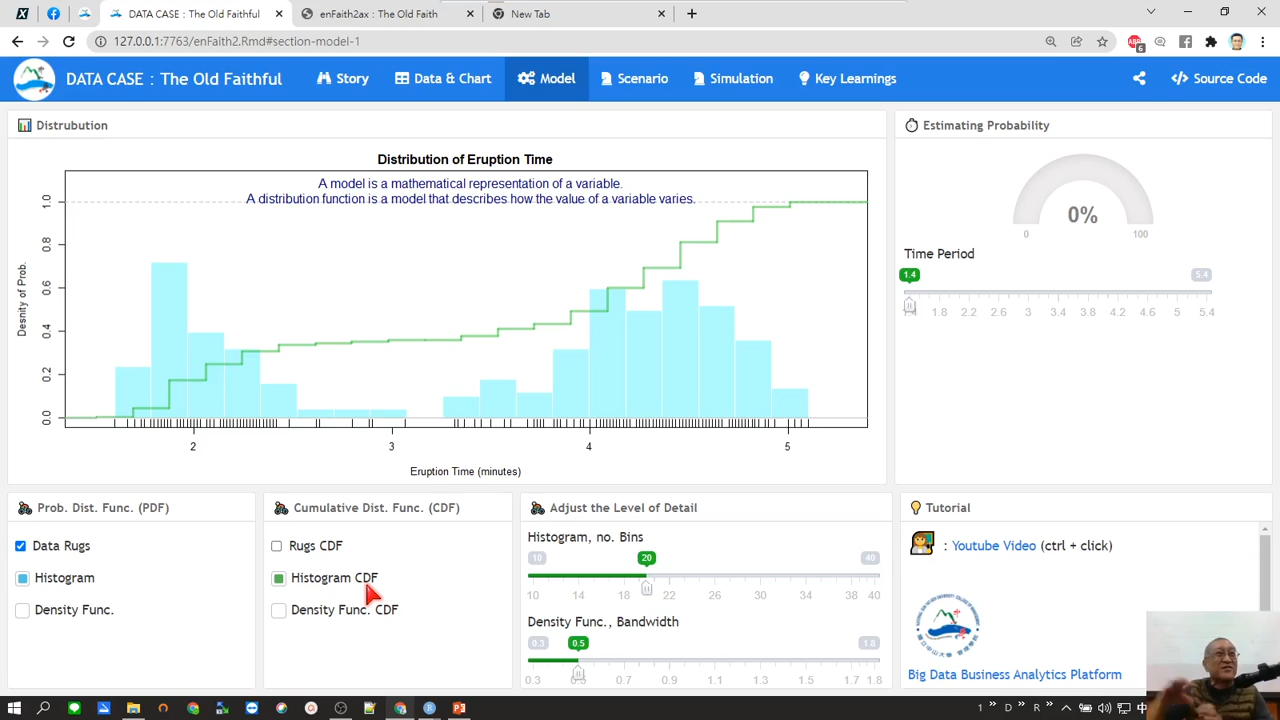 DATA CASE : The Old Faithful
enFaith2ax : The Old Faith
New Tab
127.0.0.1:7763/enFaith2.Rmd#section-model-1
6
DATA CASE : The Old Faithful
Story
Data & Chart
Model
Scenario
Simulation
Key Learnings
Source Code
Distrubution
Distribution of Eruption Time
A model is a mathematical representation of a variable.
A distribution function is a model that describes how the value of a variable varies.
Desnity of Prob.
1.0
0.8
0.6
0.4
0.2
0.0
2 3 4 5
Eruption Time (minutes)
Estimating Probability
0%
0 100
Time Period
1.4 5.4
1.4 1.8 2.2 2.6 3 3.4 3.8 4.2 4.6 5 5.4
Prob. Dist. Func. (PDF)
Data Rugs
Histogram
Density Func.
Cumulative Dist. Func. (CDF)
Rugs CDF
Histogram CDF
Density Func. CDF
Adjust the Level of Detail
Histogram, no. Bins
10 20 40
10 14 18 22 26 30 34 38 40
Density Func., Bandwidth
0.3 0.5 1.8
0.3 0.5 0.7 0.9 1.1 1.3 1.5 1.7 1.8
Tutorial
: Youtube Video (ctrl + click)
Big Data Business Analytics Platform
1 » D » R »
中